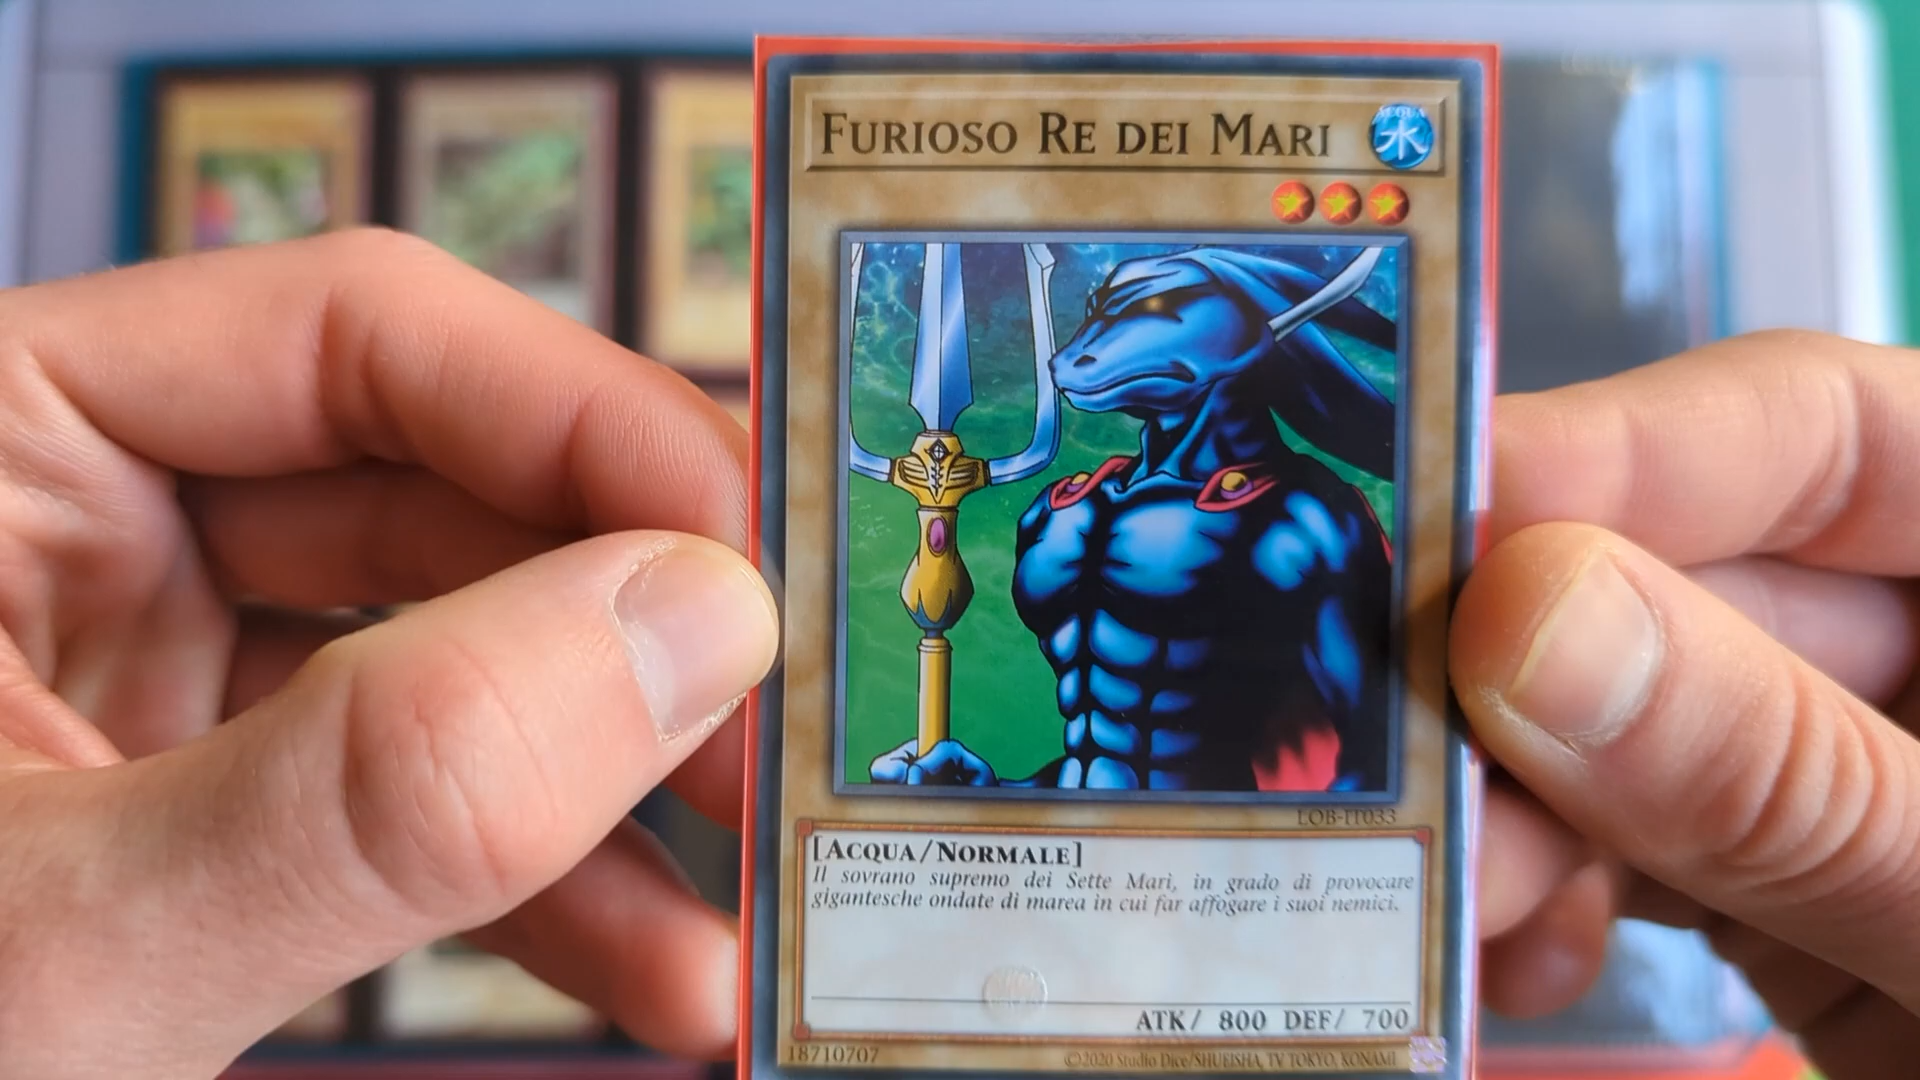 Furioso Re dei Mari
ACQUA
水
LOB-IT033
[Acqua/Normale]
Il sovrano supremo dei Sette Mari, in grado di provocare
gigantesche ondate di marea in cui far affogare i suoi nemici.
ATK/ 800 DEF/ 700
18710707
©2020 Studio Dice/SHUEISHA, TV TOKYO, KONAMI